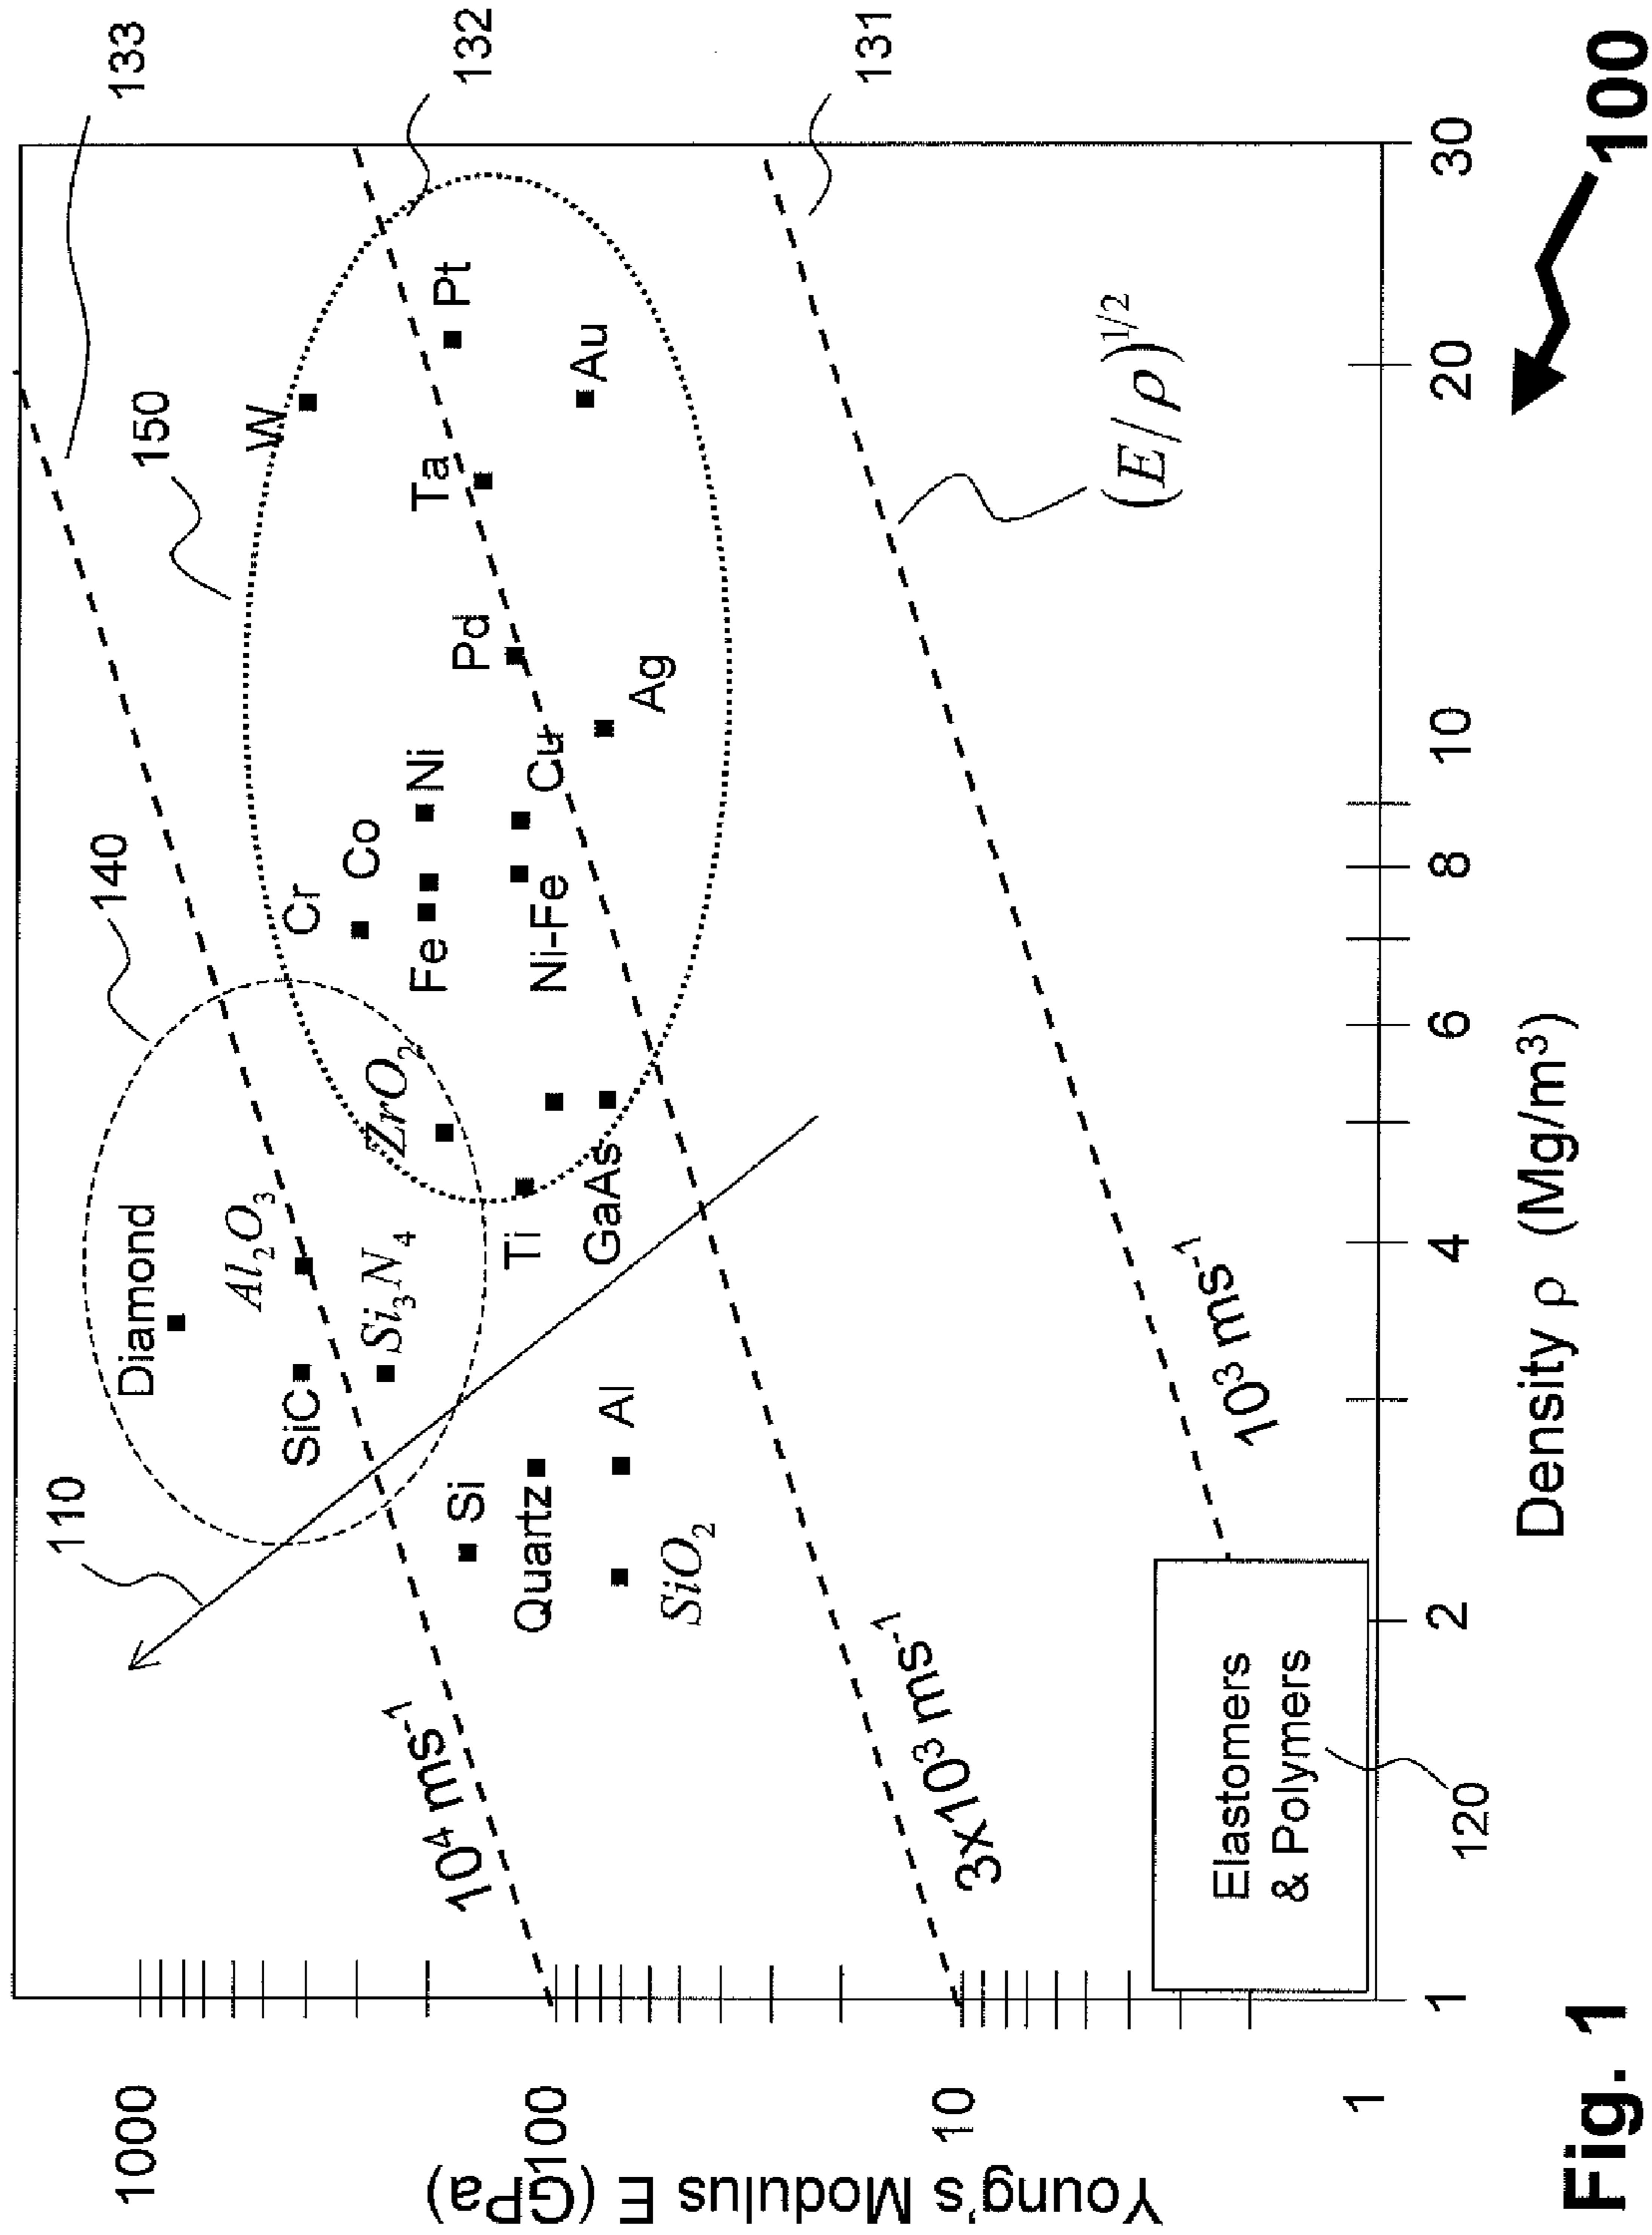 133
132
131
150
140
110
Diamond
Al₂O₃
SiC
Si₃N₄
ZrO₂
Cr
Co
Fe
Ni
W
Ta
Pt
Pd
Au
Ag
Cu
Ni-Fe
Ti
GaAs
Si
Quartz
Al
SiO₂
10⁴ ms⁻¹
3x10³ ms⁻¹
10³ ms⁻¹
(E/ρ)¹/²
Elastomers
& Polymers
120
1000
100
10
1
Young's Modulus E (GPa)
1
2
4
6
8
10
20
30
Density ρ (Mg/m³)
100
Fig. 1